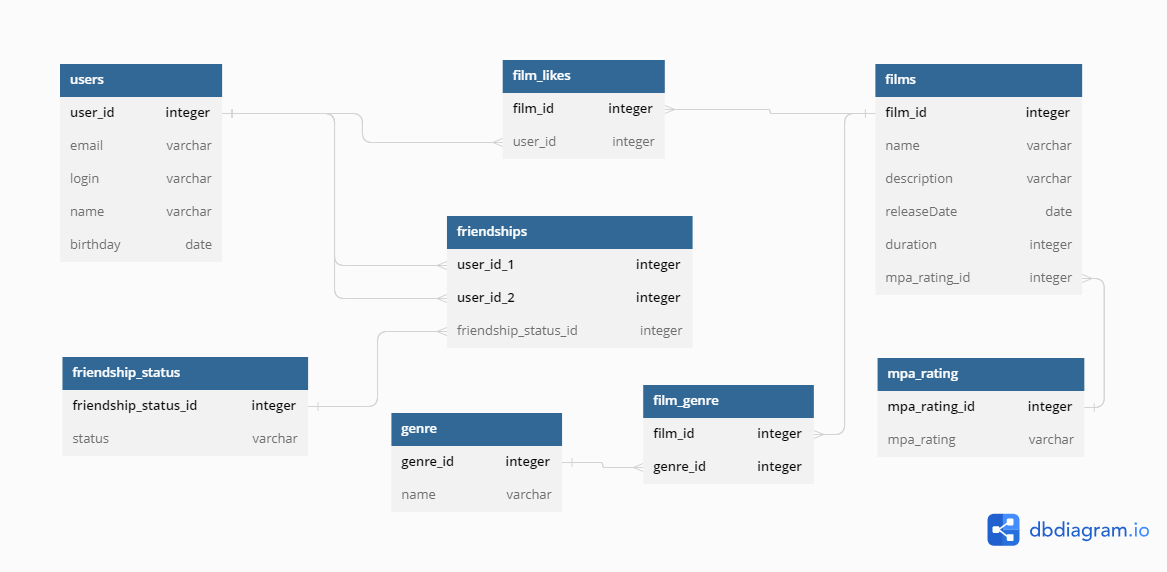 users
user_id integer
email varchar
login varchar
name varchar
birthday date
film_likes
film_id integer
user_id integer
films
film_id integer
name varchar
description varchar
releaseDate date
duration integer
mpa_rating_id integer
friendships
user_id_1 integer
user_id_2 integer
friendship_status_id integer
friendship_status
friendship_status_id integer
status varchar
genre
genre_id integer
name varchar
film_genre
film_id integer
genre_id integer
mpa_rating
mpa_rating_id integer
mpa_rating varchar
dbdiagram.io